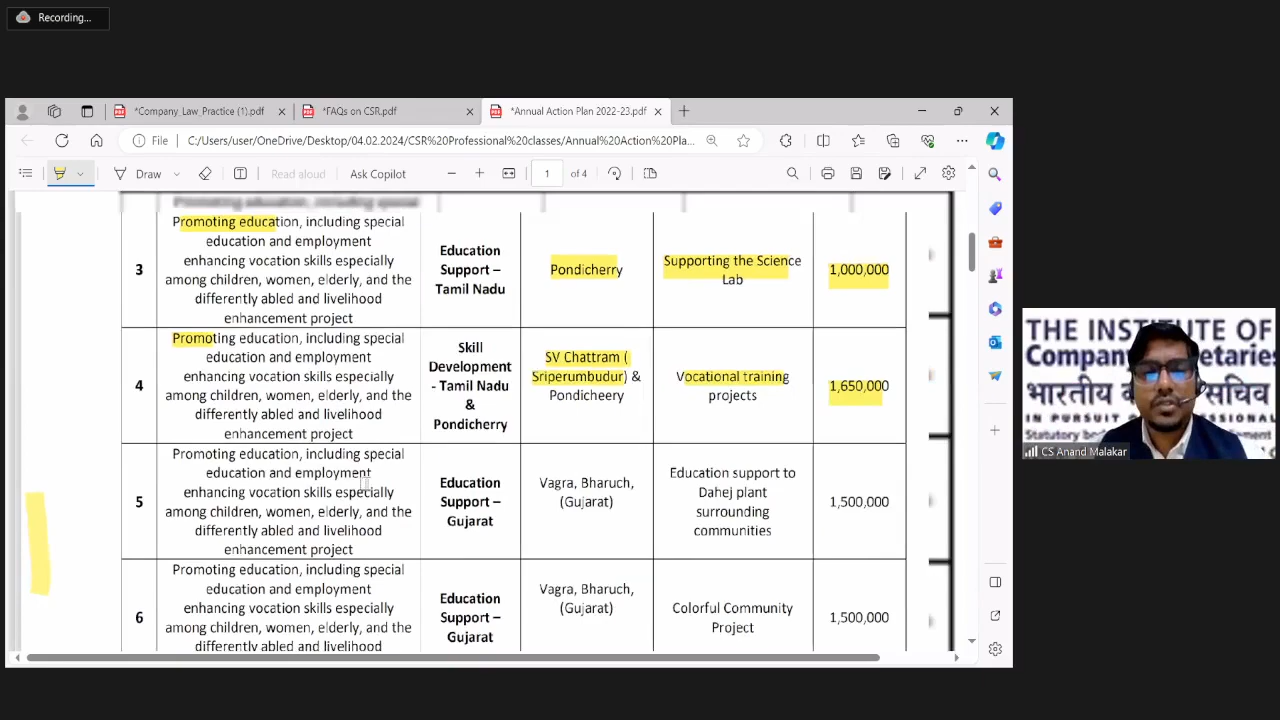 Recording...
*Company_Law_Practice (1).pdf
*FAQs on CSR.pdf
*Annual Action Plan 2022-23.pdf
File
C:/Users/user/OneDrive/Desktop/04.02.2024/CSR%20Professional%20classes/Annual%20Action%20Pla...
Draw
Read aloud
Ask Copilot
1
of 4
3
Promoting education, including special
education and employment
enhancing vocation skills especially
among children, women, elderly, and the
differently abled and livelihood
enhancement project
Education
Support –
Tamil Nadu
Pondicherry
Supporting the Science
Lab
1,000,000
4
Promoting education, including special
education and employment
enhancing vocation skills especially
among children, women, elderly, and the
differently abled and livelihood
enhancement project
Skill
Development
- Tamil Nadu
&
Pondicherry
SV Chattram (
Sriperumbudur) &
Pondicheery
Vocational training
projects
1,650,000
5
Promoting education, including special
education and employment
enhancing vocation skills especially
among children, women, elderly, and the
differently abled and livelihood
enhancement project
Education
Support –
Gujarat
Vagra, Bharuch,
(Gujarat)
Education support to
Dahej plant
surrounding
communities
1,500,000
6
Promoting education, including special
education and employment
enhancing vocation skills especially
among children, women, elderly, and the
differently abled and livelihood
Education
Support –
Gujarat
Vagra, Bharuch,
(Gujarat)
Colorful Community
Project
1,500,000
THE INSTITUTE OF
Company
भारतीय
सचिव
IN PURSUIT
Statutory
CS Anand Malakar